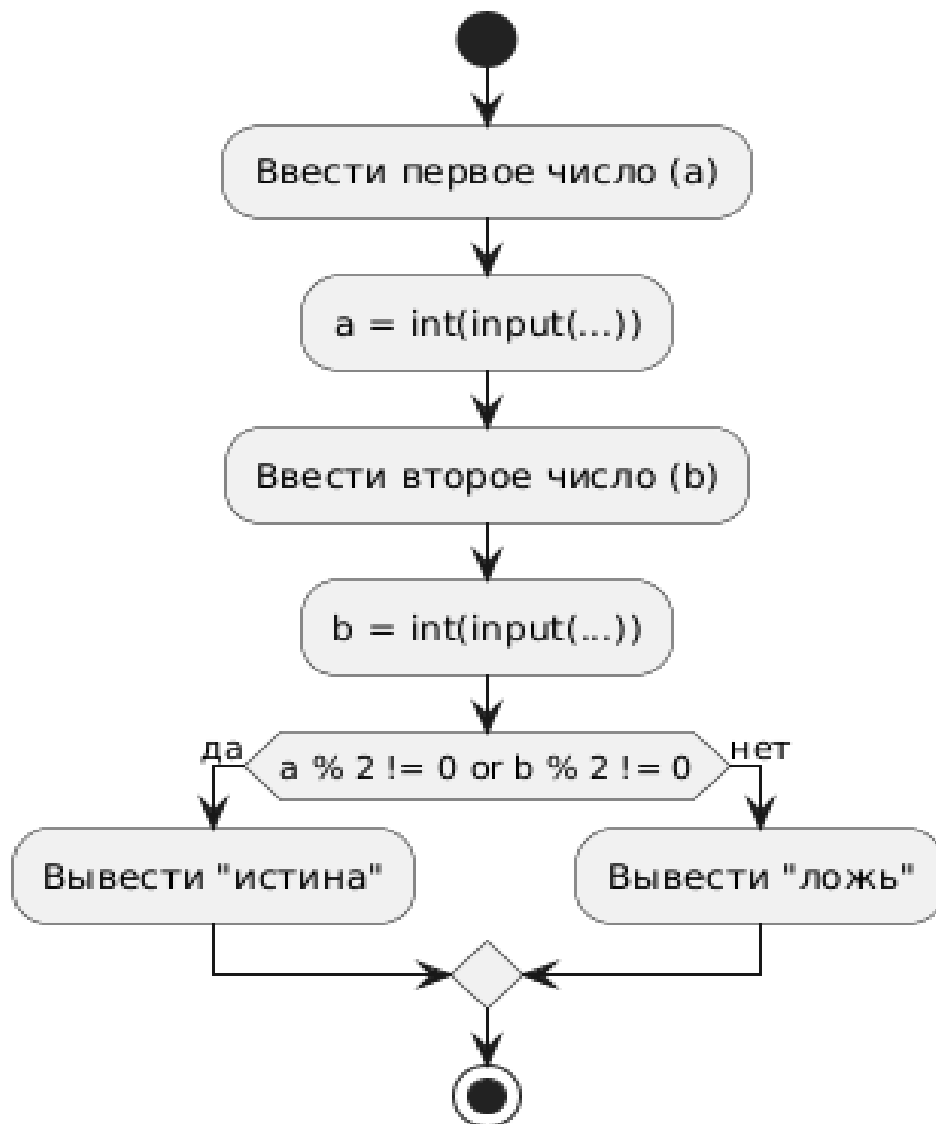 Ввести первое число (a)
a = int(input(...))
Ввести второе число (b)
b = int(input(...))
да
a % 2 != 0 or b % 2 != 0
нет
Вывести "истина"
Вывести "ложь"